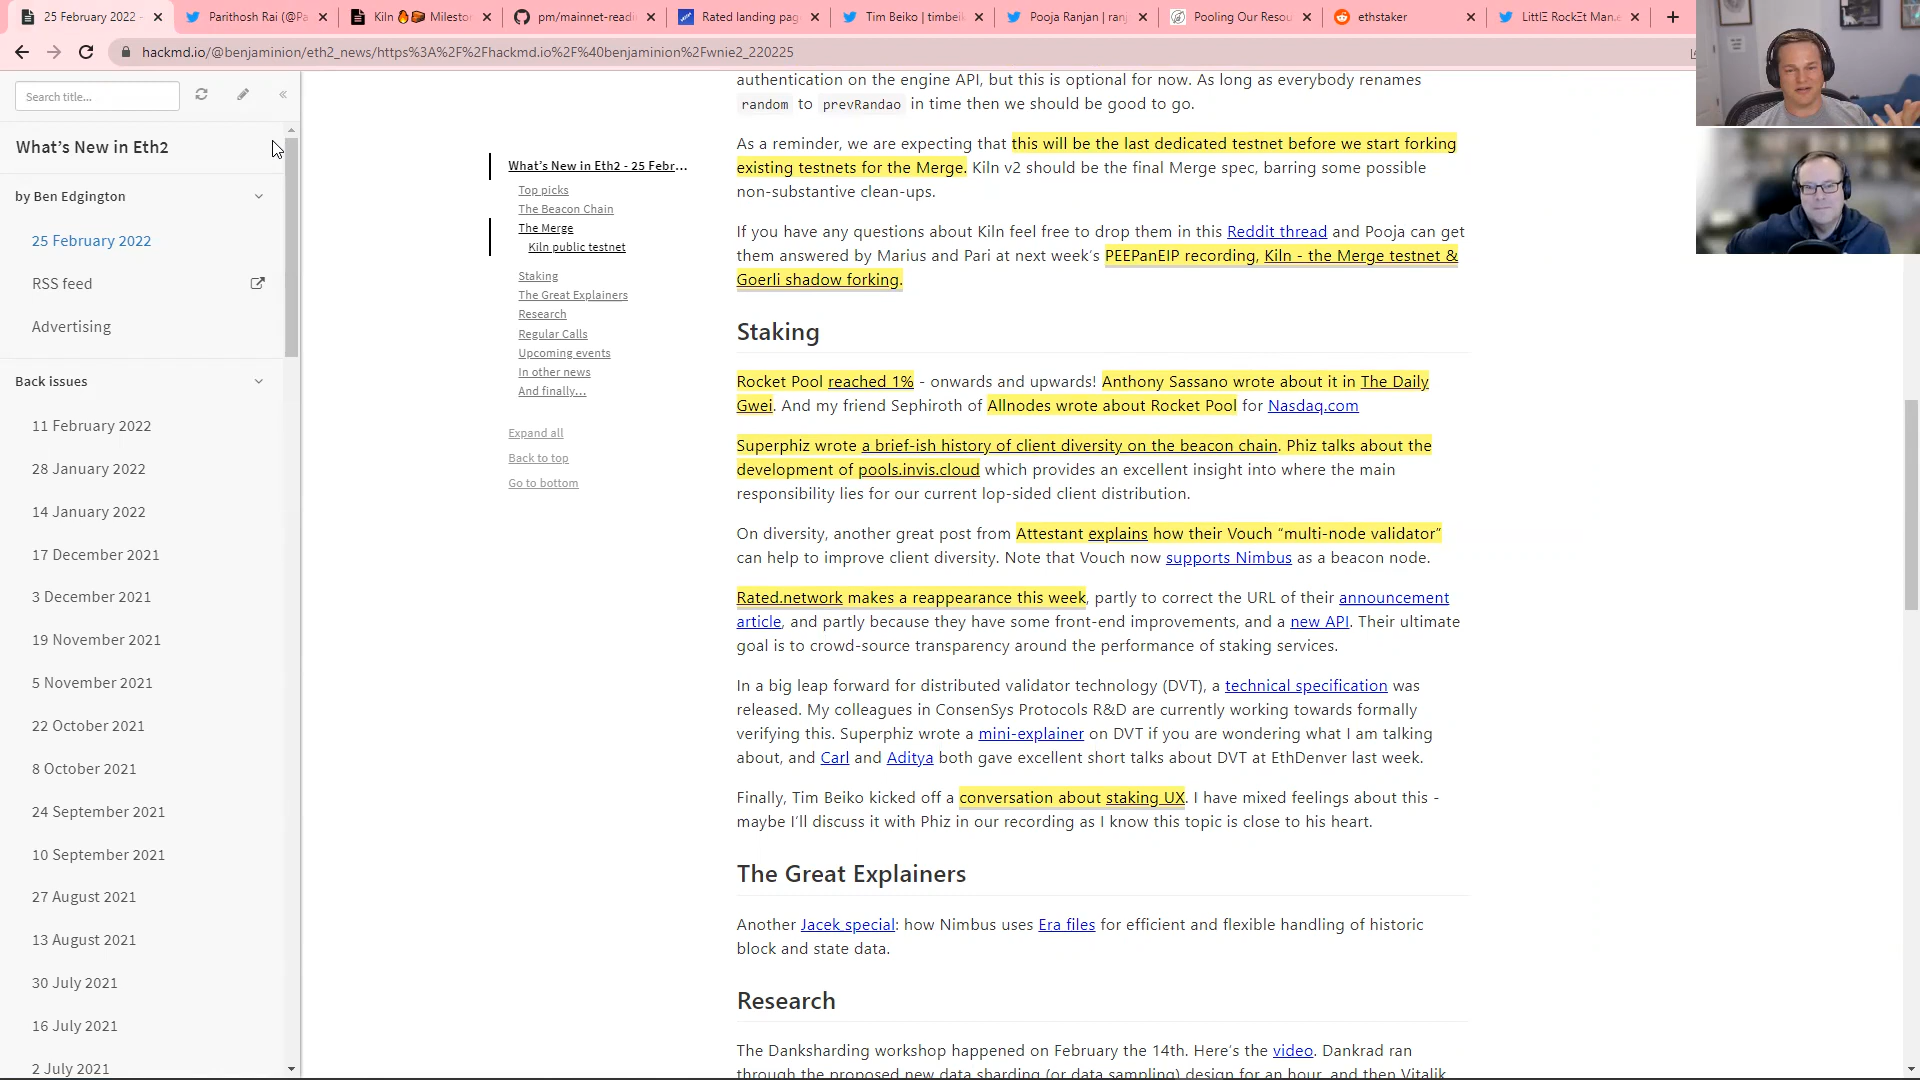 25 February 2022 -
Parithosh Rai (@Pa
Kiln 🔥🥪 Milesto
pm/mainnet-readi
Rated landing pag
Tim Beiko | timbeik
Pooja Ranjan | ranj
Pooling Our Resou
ethstaker
LittlΞ RockΞt Man.e
hackmd.io/@benjaminion/eth2_news/https%3A%2F%2Fhackmd.io%2F%40benjaminion%2Fwnie2_220225
Search title...
What's New in Eth2
by Ben Edgington
25 February 2022
RSS feed
Advertising
Back issues
11 February 2022
28 January 2022
14 January 2022
17 December 2021
3 December 2021
19 November 2021
5 November 2021
22 October 2021
8 October 2021
24 September 2021
10 September 2021
27 August 2021
13 August 2021
30 July 2021
16 July 2021
2 July 2021
What's New in Eth2 - 25 Febr...
Top picks
The Beacon Chain
The Merge
Kiln public testnet
Staking
The Great Explainers
Research
Regular Calls
Upcoming events
In other news
And finally...
Expand all
Back to top
Go to bottom
authentication on the engine API, but this is optional for now. As long as everybody renames
random to prevRandao in time then we should be good to go.
As a reminder, we are expecting that this will be the last dedicated testnet before we start forking
existing testnets for the Merge. Kiln v2 should be the final Merge spec, barring some possible
non-substantive clean-ups.
If you have any questions about Kiln feel free to drop them in this Reddit thread and Pooja can get
them answered by Marius and Pari at next week's PEEPanEIP recording, Kiln - the Merge testnet &
Goerli shadow forking.
Staking
Rocket Pool reached 1% - onwards and upwards! Anthony Sassano wrote about it in The Daily
Gwei. And my friend Sephiroth of Allnodes wrote about Rocket Pool for Nasdaq.com
Superphiz wrote a brief-ish history of client diversity on the beacon chain. Phiz talks about the
development of pools.invis.cloud which provides an excellent insight into where the main
responsibility lies for our current lop-sided client distribution.
On diversity, another great post from Attestant explains how their Vouch “multi-node validator”
can help to improve client diversity. Note that Vouch now supports Nimbus as a beacon node.
Rated.network makes a reappearance this week, partly to correct the URL of their announcement
article, and partly because they have some front-end improvements, and a new API. Their ultimate
goal is to crowd-source transparency around the performance of staking services.
In a big leap forward for distributed validator technology (DVT), a technical specification was
released. My colleagues in ConsenSys Protocols R&D are currently working towards formally
verifying this. Superphiz wrote a mini-explainer on DVT if you are wondering what I am talking
about, and Carl and Aditya both gave excellent short talks about DVT at EthDenver last week.
Finally, Tim Beiko kicked off a conversation about staking UX. I have mixed feelings about this -
maybe I'll discuss it with Phiz in our recording as I know this topic is close to his heart.
The Great Explainers
Another Jacek special: how Nimbus uses Era files for efficient and flexible handling of historic
block and state data.
Research
The Danksharding workshop happened on February the 14th. Here's the video. Dankrad ran
through the proposed new data sharding (or data sampling) design for an hour, and then Vitalik